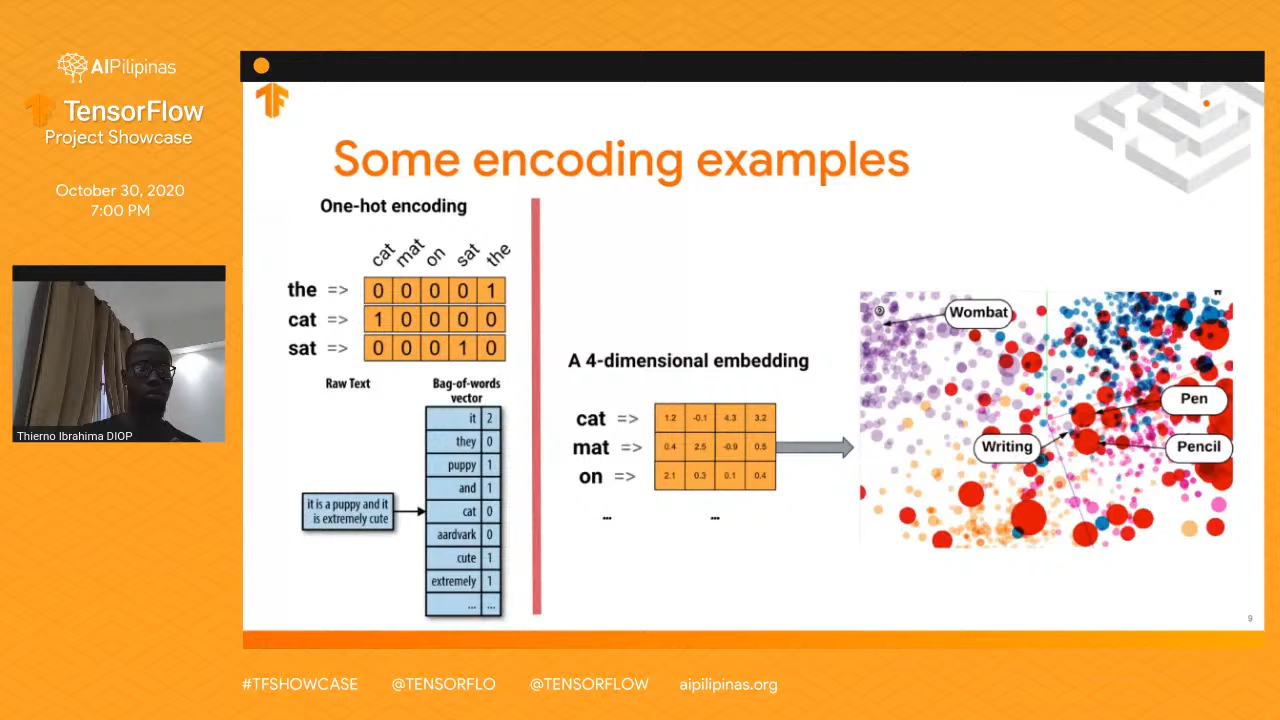 AIPilipinas
TensorFlow
Project Showcase
October 30, 2020
7:00 PM
Thierno Ibrahima DIOP
Some encoding examples
One-hot encoding
cat mat on sat the
the => 0 0 0 0 1
cat => 1 0 0 0 0
sat => 0 0 0 1 0
Raw Text
it is a puppy and it
is extremely cute
Bag-of-words
vector
it 2
they 0
puppy 1
and 1
cat 0
aardvark 0
cute 1
extremely 1
... ...
A 4-dimensional embedding
cat => 1.2 -0.1 4.3 3.2
mat => 0.4 2.5 -0.9 0.5
on => 2.1 0.3 0.1 0.4
... ...
Wombat
Pen
Writing
Pencil
9
#TFSHOWCASE @TENSORFLO @TENSORFLOW aipilipinas.org